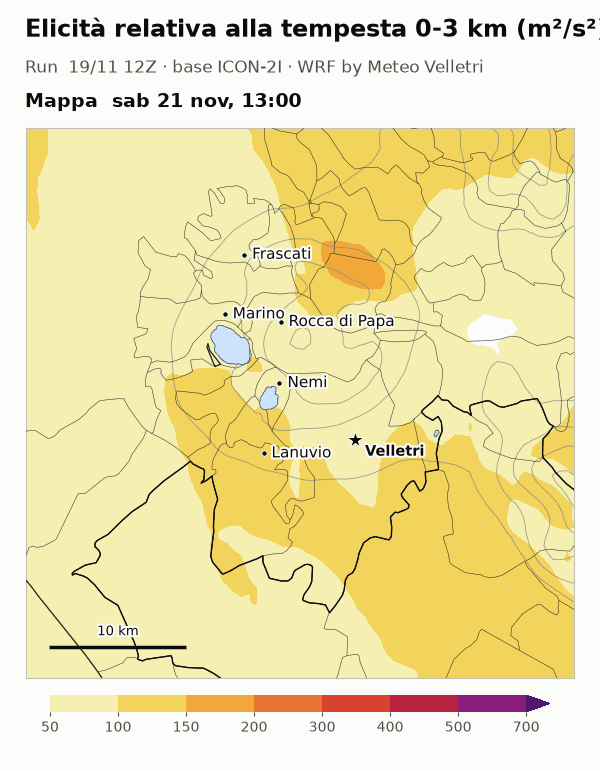 Elicità relativa alla tempesta 0-3 km (m²/s²)
Run  19/11 12Z · base ICON-2I · WRF by Meteo Velletri
Mappa  sab 21 nov, 13:00
Frascati
Marino
Rocca di Papa
Nemi
Velletri
Lanuvio
10 km
50 100 150 200 300 400 500 700